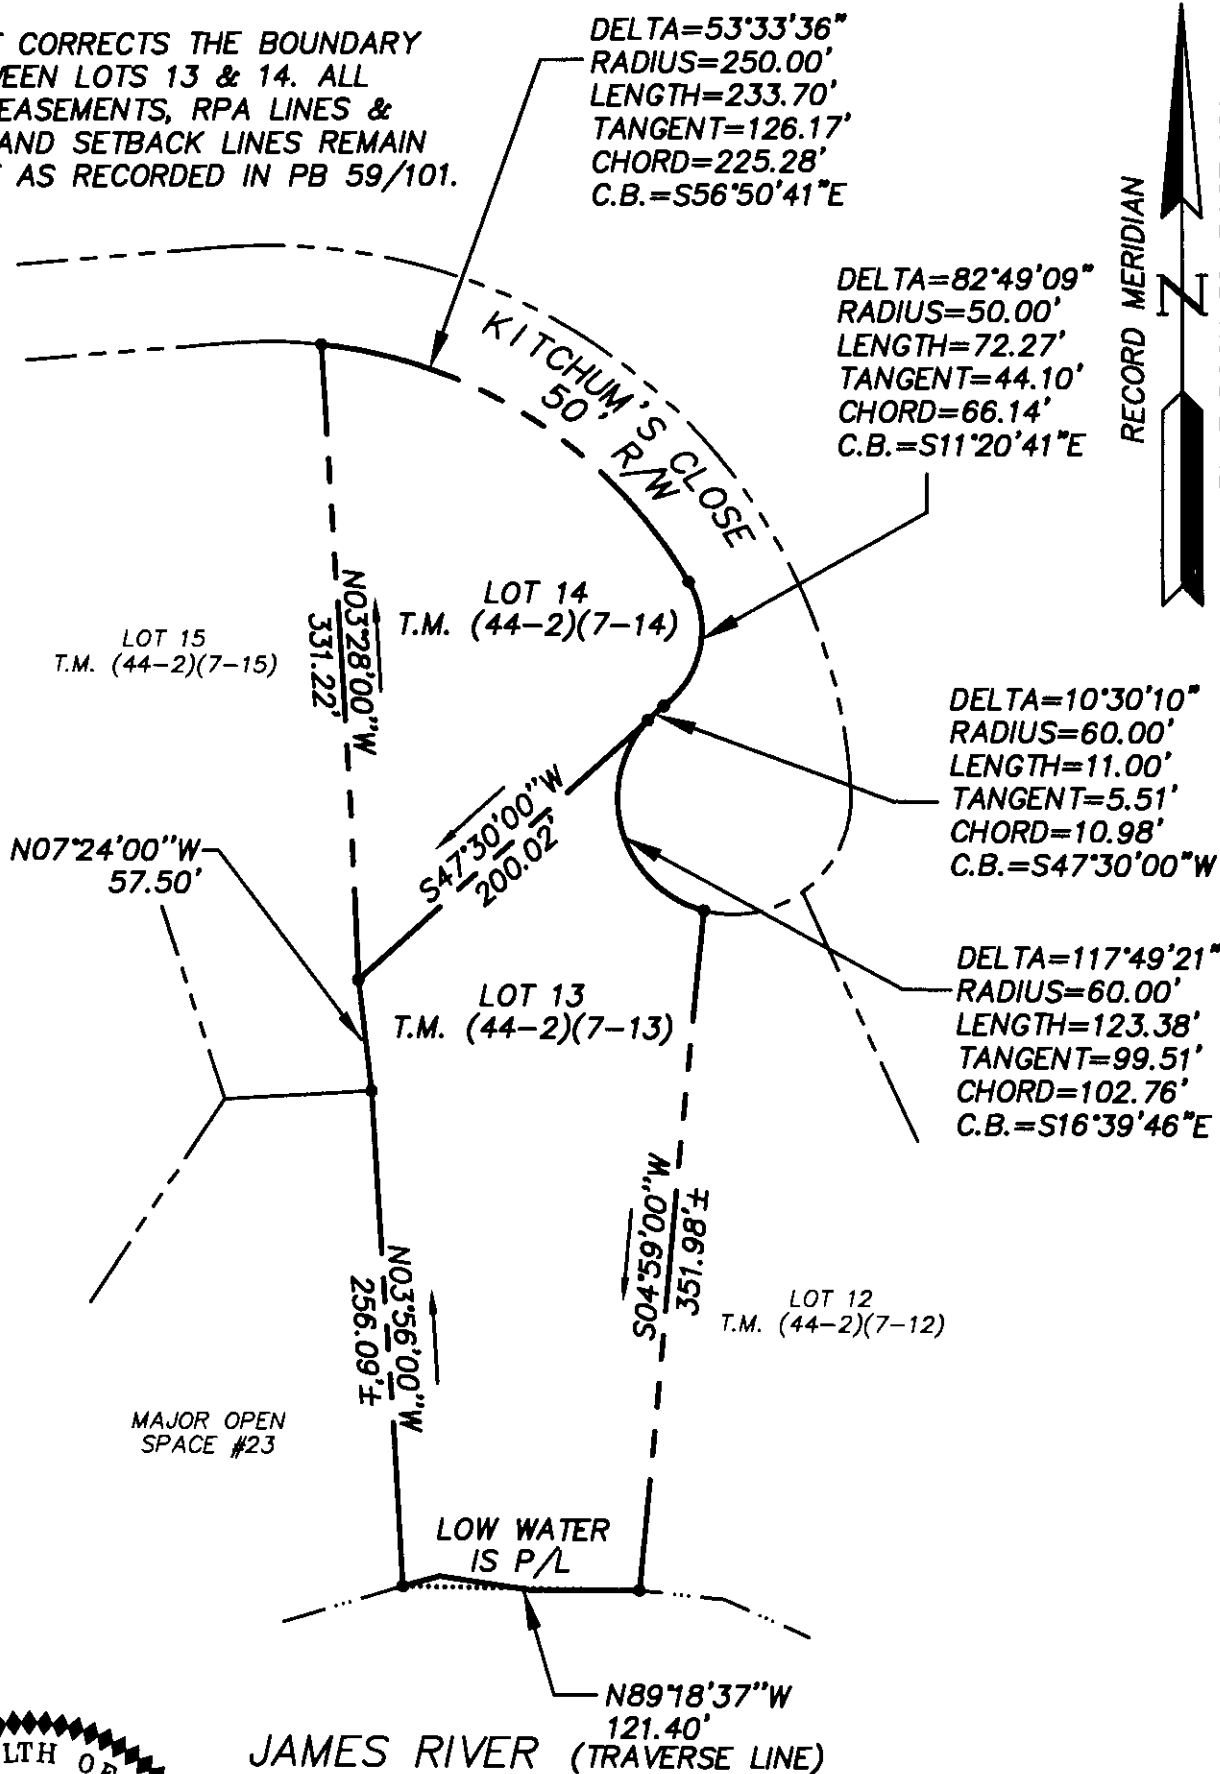 CORRECTS THE BOUNDARY
LOTS 13 & 14. ALL
EASEMENTS, RPA LINES &
AND SETBACK LINES REMAIN
AS RECORDED IN PB 59/101.
DELTA=53°33'36"
RADIUS=250.00'
LENGTH=233.70'
TANGENT=126.17'
CHORD=225.28'
C.B.=S56°50'41"E
RECORD MERIDIAN
N
DELTA=82°49'09"
RADIUS=50.00'
LENGTH=72.27'
TANGENT=44.10'
CHORD=66.14'
C.B.=S11°20'41"E
KITCHUM'S CLOSE
50' R/W
LOT 14
T.M. (44-2)(7-14)
LOT 15
T.M. (44-2)(7-15)
N03°28'00"W
331.22'
DELTA=10°30'10"
RADIUS=60.00'
LENGTH=11.00'
TANGENT=5.51'
CHORD=10.98'
C.B.=S47°30'00"W
S47°30'00"W
200.02'
N07°24'00"W
57.50'
LOT 13
T.M. (44-2)(7-13)
DELTA=117°49'21"
RADIUS=60.00'
LENGTH=123.38'
TANGENT=99.51'
CHORD=102.76'
C.B.=S16°39'46"E
S04°59'00"W
351.98'±
N03°56'00"W
256.09'±
LOT 12
T.M. (44-2)(7-12)
MAJOR OPEN
SPACE #23
LOW WATER
IS P/L
N89°18'37"W
121.40'
(TRAVERSE LINE)
JAMES RIVER
LTH OF